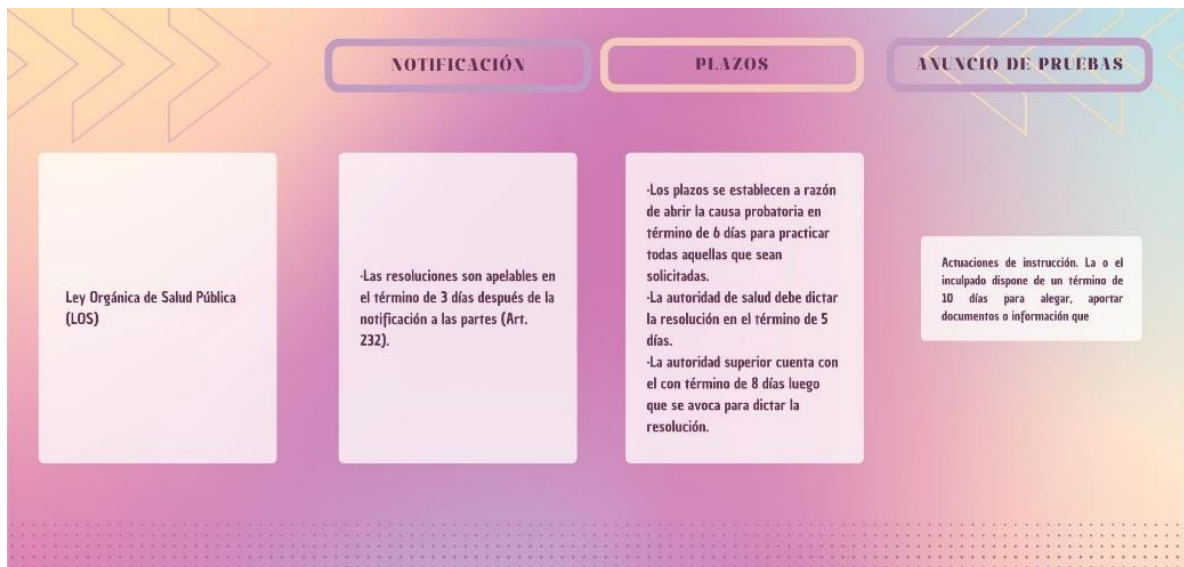 NOTIFICACIÓN
PLAZOS
ANUNCIO DE PRUEBAS
Ley Orgánica de Salud Pública
(LOS)
·Las resoluciones son apelables en
el término de 3 días después de la
notificación a las partes (Art.
232).
·Los plazos se establecen a razón
de abrir la causa probatoria en
término de 6 días para practicar
todas aquellas que sean
solicitadas.
·La autoridad de salud debe dictar
la resolución en el término de 5
días.
·La autoridad superior cuenta con
el con término de 8 días luego
que se avoca para dictar la
resolución.
Actuaciones de instrucción. La o el
inculpado dispone de un término de
10 días para alegar, aportar
documentos o información que